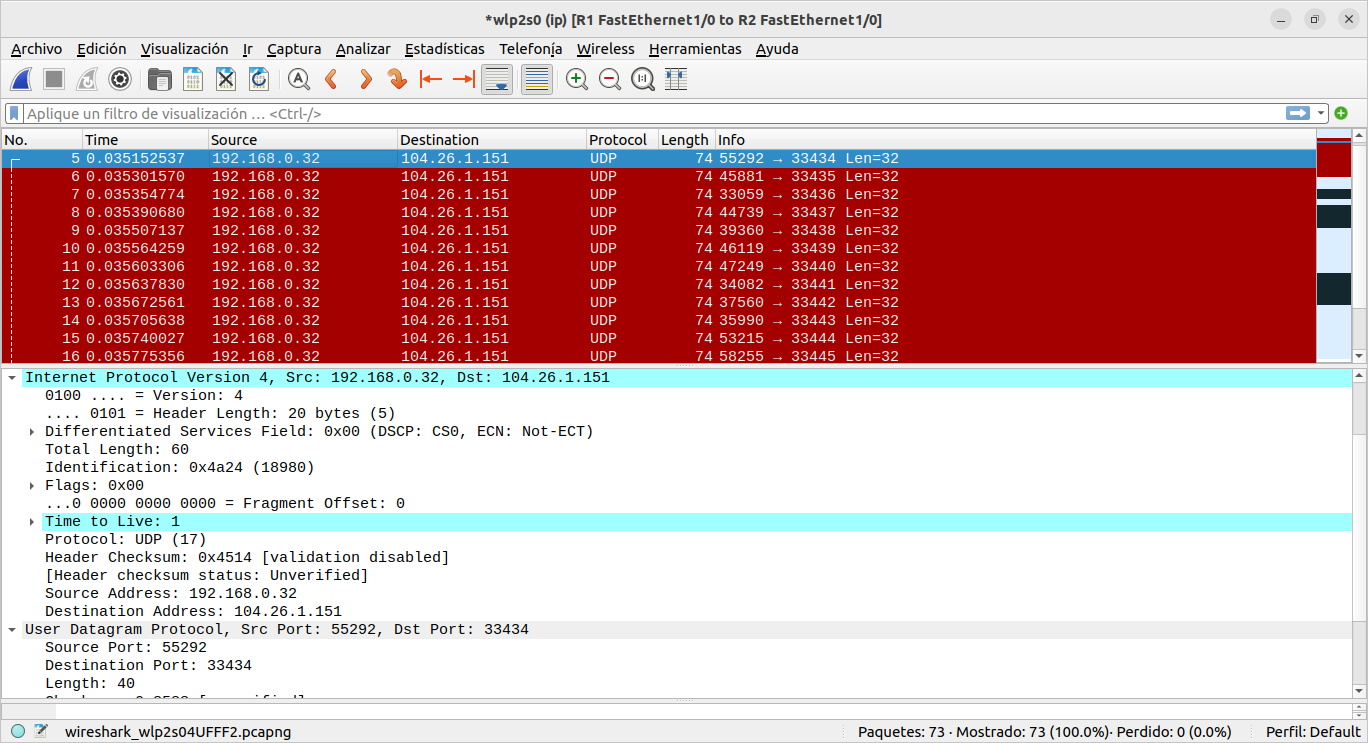 *wlp2s0 (ip) [R1 FastEthernet1/0 to R2 FastEthernet1/0]
Archivo Edición Visualización Ir Captura Analizar Estadísticas Telefonía Wireless Herramientas Ayuda
Aplique un filtro de visualización … <Ctrl-/>
No. Time Source Destination Protocol Length Info
5 0.035152537 192.168.0.32 104.26.1.151 UDP 74 55292 → 33434 Len=32
6 0.035301570 192.168.0.32 104.26.1.151 UDP 74 45881 → 33435 Len=32
7 0.035354774 192.168.0.32 104.26.1.151 UDP 74 33059 → 33436 Len=32
8 0.035390680 192.168.0.32 104.26.1.151 UDP 74 44739 → 33437 Len=32
9 0.035507137 192.168.0.32 104.26.1.151 UDP 74 39360 → 33438 Len=32
10 0.035564259 192.168.0.32 104.26.1.151 UDP 74 46119 → 33439 Len=32
11 0.035603306 192.168.0.32 104.26.1.151 UDP 74 47249 → 33440 Len=32
12 0.035637830 192.168.0.32 104.26.1.151 UDP 74 34082 → 33441 Len=32
13 0.035672561 192.168.0.32 104.26.1.151 UDP 74 37560 → 33442 Len=32
14 0.035705638 192.168.0.32 104.26.1.151 UDP 74 35990 → 33443 Len=32
15 0.035740027 192.168.0.32 104.26.1.151 UDP 74 53215 → 33444 Len=32
16 0.035775356 192.168.0.32 104.26.1.151 UDP 74 58255 → 33445 Len=32
Internet Protocol Version 4, Src: 192.168.0.32, Dst: 104.26.1.151
0100 .... = Version: 4
.... 0101 = Header Length: 20 bytes (5)
Differentiated Services Field: 0x00 (DSCP: CS0, ECN: Not-ECT)
Total Length: 60
Identification: 0x4a24 (18980)
Flags: 0x00
...0 0000 0000 0000 = Fragment Offset: 0
Time to Live: 1
Protocol: UDP (17)
Header Checksum: 0x4514 [validation disabled]
[Header checksum status: Unverified]
Source Address: 192.168.0.32
Destination Address: 104.26.1.151
User Datagram Protocol, Src Port: 55292, Dst Port: 33434
Source Port: 55292
Destination Port: 33434
Length: 40
wireshark_wlp2s04UFFF2.pcapng
Paquetes: 73 · Mostrado: 73 (100.0%)· Perdido: 0 (0.0%)
Perfil: Default